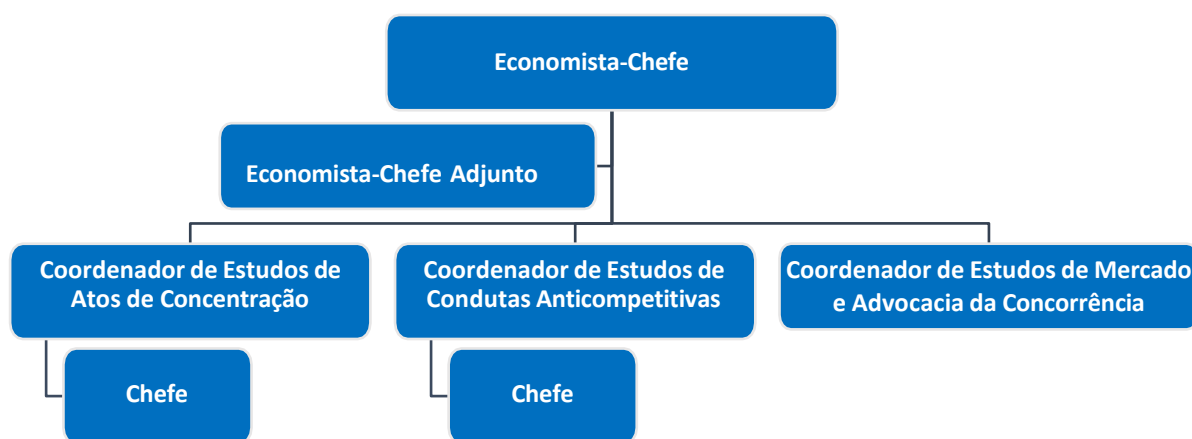 Economista-Chefe
Economista-Chefe Adjunto
Coordenador de Estudos de
Atos de Concentração
Coordenador de Estudos de
Condutas Anticompetitivas
Coordenador de Estudos de Mercado
e Advocacia da Concorrência
Chefe
Chefe